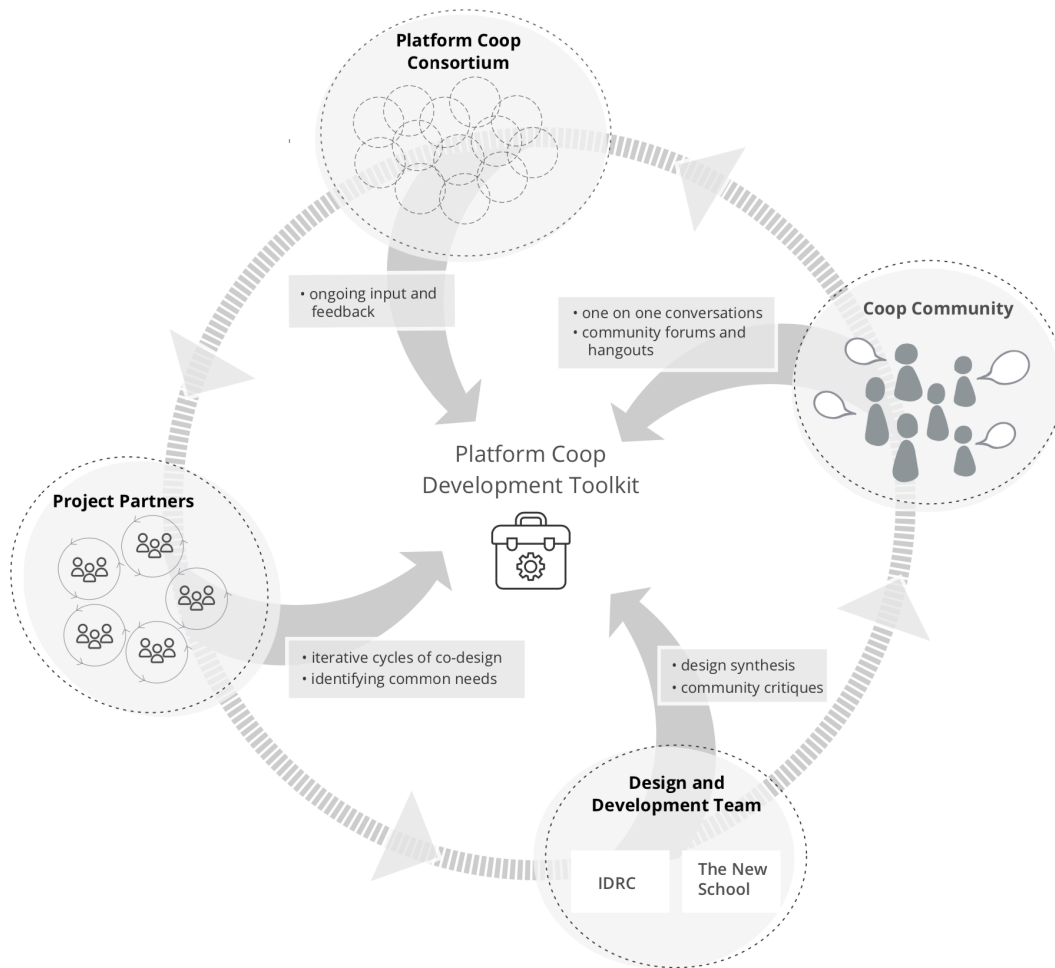 Platform Coop
Consortium
• ongoing input and
feedback
• one on one conversations
• community forums and
hangouts
Coop Community
Platform Coop
Development Toolkit
Project Partners
• iterative cycles of co-design
• identifying common needs
• design synthesis
• community critiques
Design and
Development Team
IDRC
The New
School